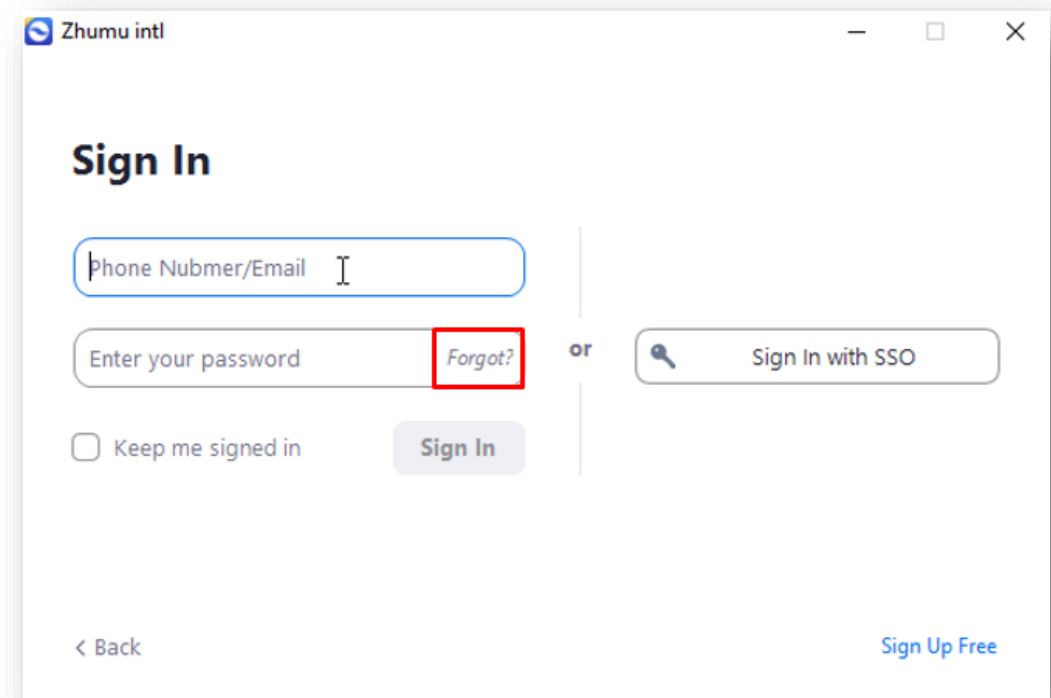 Zhumu intl
Sign In
Phone Nubmer/Email
Enter your password
Forgot?
Keep me signed in
Sign In
or
Sign In with SSO
Back
Sign Up Free